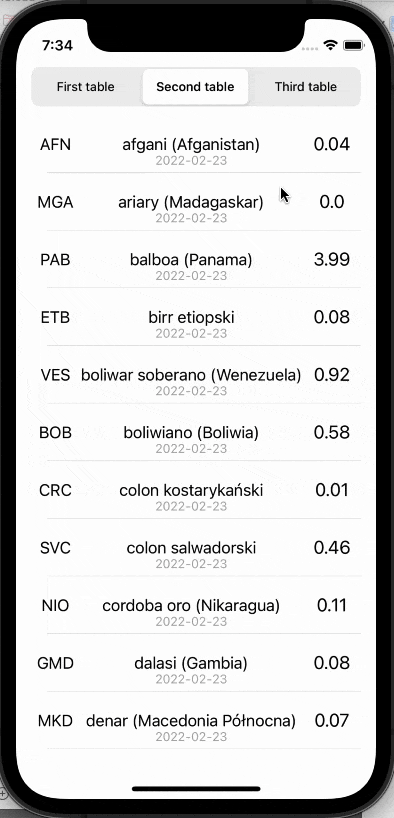 7:34
First table Second table Third table
AFN afgani (Afganistan) 0.04
2022-02-23
MGA ariary (Madagaskar) 0.0
2022-02-23
PAB balboa (Panama) 3.99
2022-02-23
ETB birr etiopski 0.08
2022-02-23
VES boliwar soberano (Wenezuela) 0.92
2022-02-23
BOB boliwiano (Boliwia) 0.58
2022-02-23
CRC colon kostarykański 0.01
2022-02-23
SVC colon salwadorski 0.46
2022-02-23
NIO cordoba oro (Nikaragua) 0.11
2022-02-23
GMD dalasi (Gambia) 0.08
2022-02-23
MKD denar (Macedonia Północna) 0.07
2022-02-23